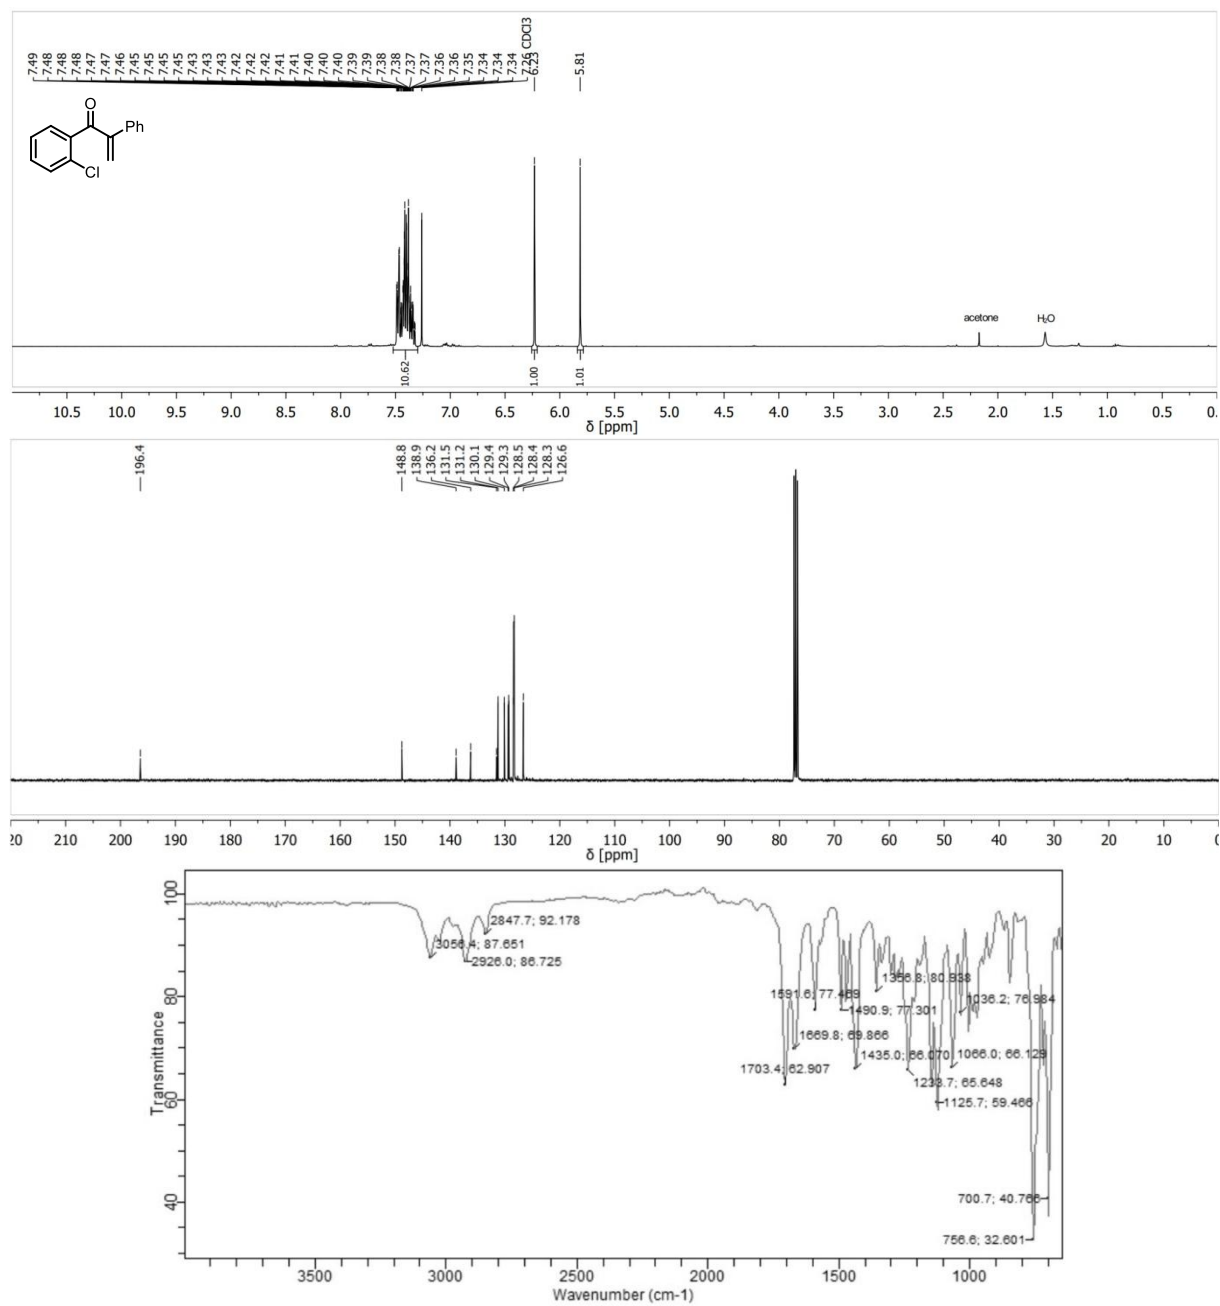 7.49 7.48 7.48 7.48 7.47 7.47 7.46 7.45 7.45 7.45 7.45 7.43 7.43 7.43 7.42 7.42 7.42 7.41 7.41 7.40 7.40 7.40 7.39 7.39 7.38 7.38 7.37 7.37 7.36 7.36 7.35 7.34 7.34 7.34 7.26 CDCl3 6.23 5.81
O
Ph
Cl
acetone H₂O
10.62 1.00 1.01
10.5 10.0 9.5 9.0 8.5 8.0 7.5 7.0 6.5 6.0 5.5 5.0 4.5 4.0 3.5 3.0 2.5 2.0 1.5 1.0 0.5 0.
δ [ppm]
196.4 148.8 138.9 136.2 131.5 131.2 130.1 129.4 129.3 128.5 128.4 128.3 126.6
20 210 200 190 180 170 160 150 140 130 120 110 100 90 80 70 60 50 40 30 20 10 0
δ [ppm]
100
80
60
40
Transmittance
2847.7; 92.178
3056.4; 87.651
2926.0; 86.725
1356.8; 80.938
1591.6; 77.469
1490.9; 77.301
1036.2; 76.984
1669.8; 69.866
1435.0; 66.070
1066.0; 66.129
1703.4; 62.907
1233.7; 65.648
1125.7; 59.466
700.7; 40.766
756.6; 32.601
3500 3000 2500 2000 1500 1000
Wavenumber (cm-1)